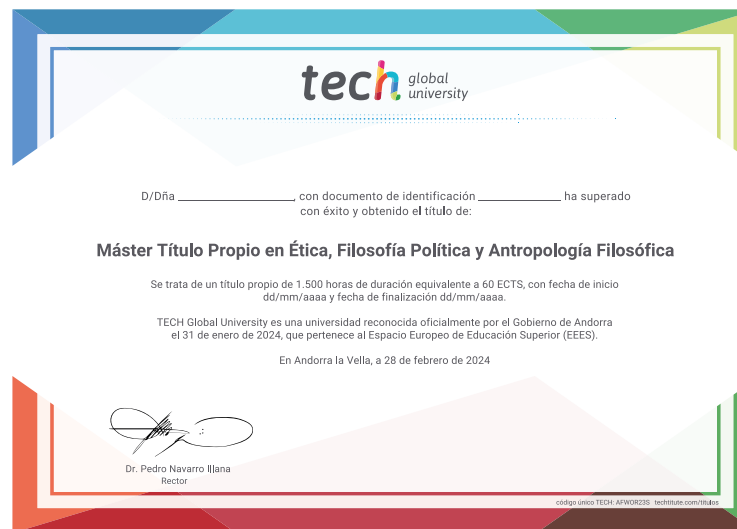 tech global
university
D/Dña ____________, con documento de identificación ____________ ha superado
con éxito y obtenido el título de:
Máster Título Propio en Ética, Filosofía Política y Antropología Filosófica
Se trata de un título propio de 1.500 horas de duración equivalente a 60 ECTS, con fecha de inicio
dd/mm/aaaa y fecha de finalización dd/mm/aaaa.
TECH Global University es una universidad reconocida oficialmente por el Gobierno de Andorra
el 31 de enero de 2024, que pertenece al Espacio Europeo de Educación Superior (EEES).
En Andorra la Vella, a 28 de febrero de 2024
Dr. Pedro Navarro Illana
Rector
código único TECH: AFWOR23S techtitute.com/titulos